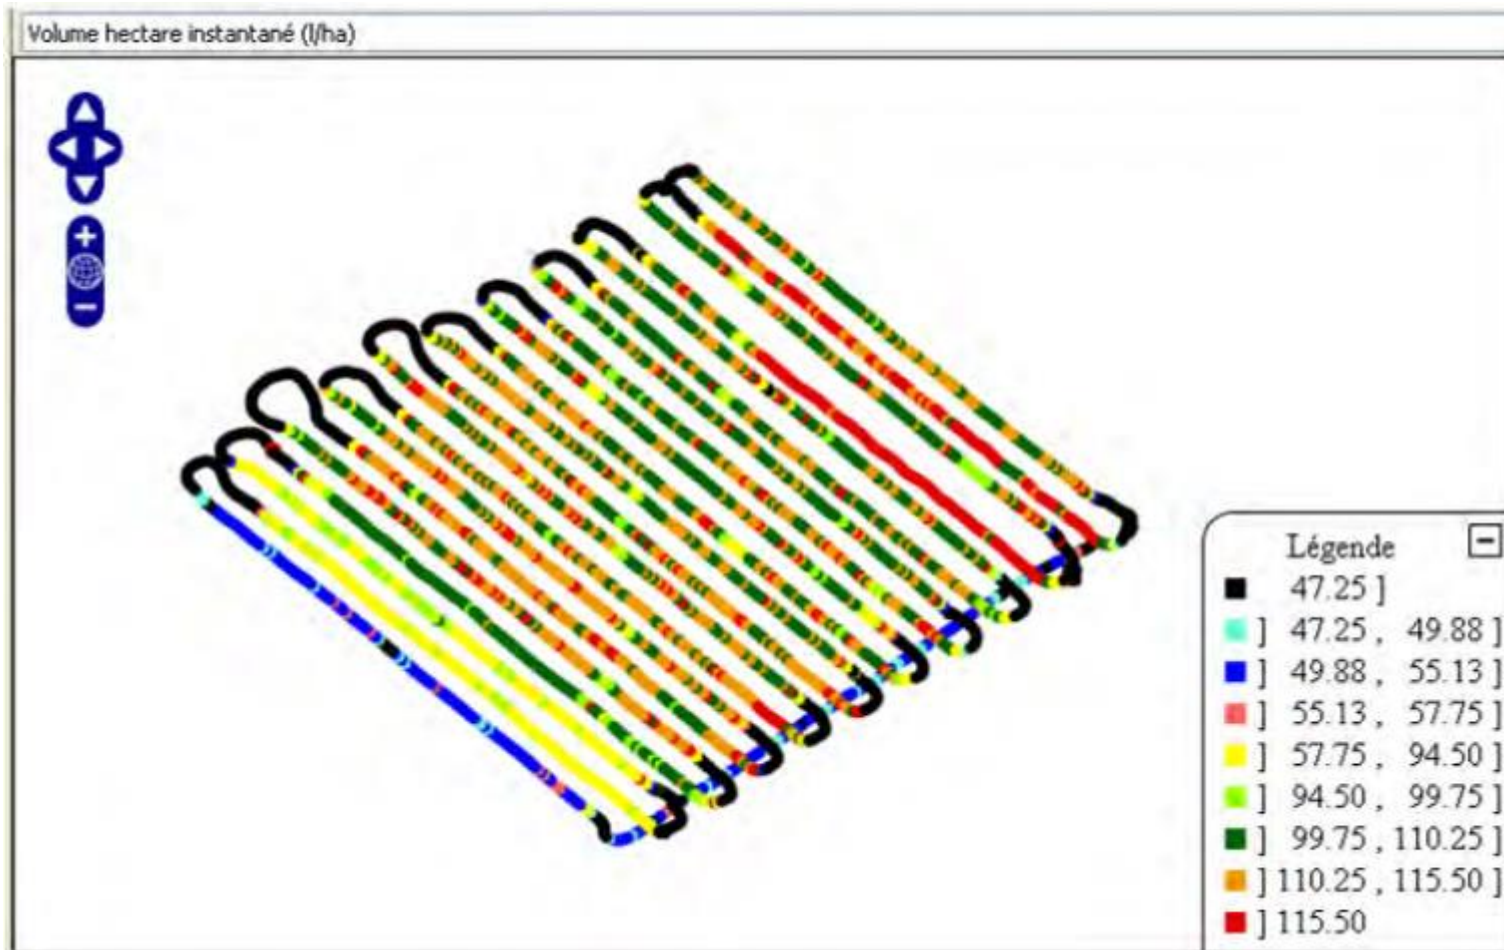 Volume hectare instantané (l/ha)
+
−
Légende −
47.25 ]
] 47.25 , 49.88 ]
] 49.88 , 55.13 ]
] 55.13 , 57.75 ]
] 57.75 , 94.50 ]
] 94.50 , 99.75 ]
] 99.75 , 110.25 ]
] 110.25 , 115.50 ]
] 115.50